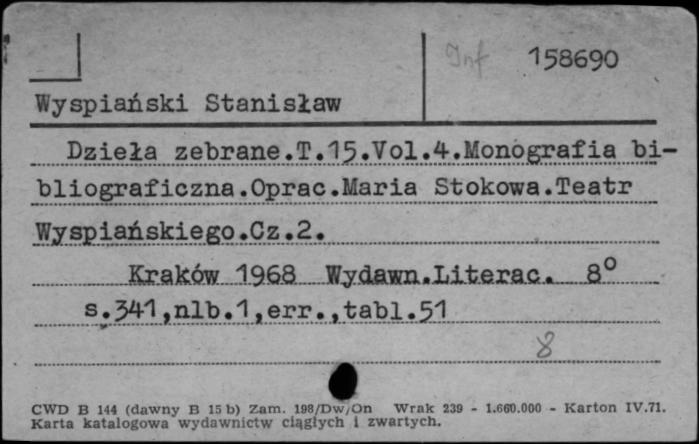 Inf 158690
Wyspiański Stanisław
Dzieła zebrane.T.15.Vol.4.Monografia bi-
bliograficzna.Oprac.Maria Stokowa.Teatr
Wyspiańskiego.Cz.2.
Kraków 1968 Wydawn.Literac. 8°
s.341,nlb.1,err.,tabl.51
8
CWD B 144 (dawny B 15 b) Zam. 198/Dw/On Wrak 239 - 1.660.000 - Karton IV.71.
Karta katalogowa wydawnictw ciągłych i zwartych.